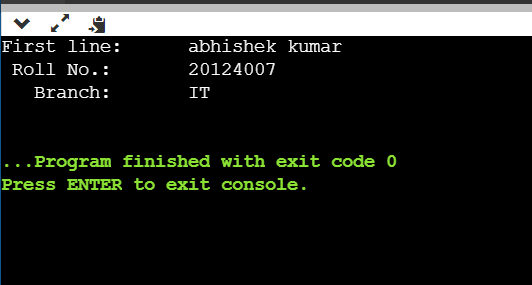 First line: abhishek kumar
Roll No.: 20124007
Branch: IT
...Program finished with exit code 0
Press ENTER to exit console.